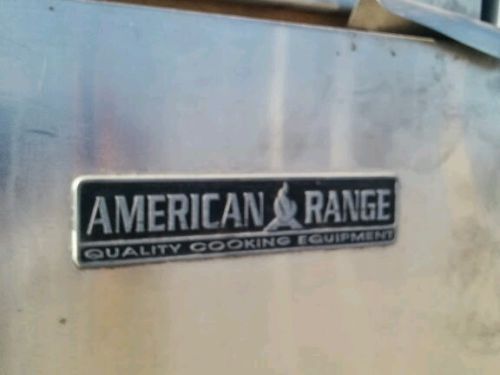 AMERICAN RANGE
QUALITY COOKING EQUIPMENT